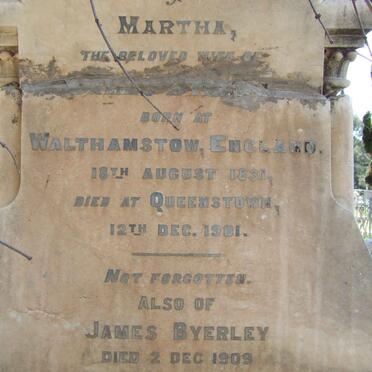 MARTHA,
THE BELOVED WIFE OF
BORN AT
WALTHAMSTOW, ENGLAND.
18TH AUGUST 1831.
DIED AT QUEENSTOWN,
12TH DEC. 1901.
NOT FORGOTTEN.
ALSO OF
JAMES BYERLEY
DIED 2 DEC 1909